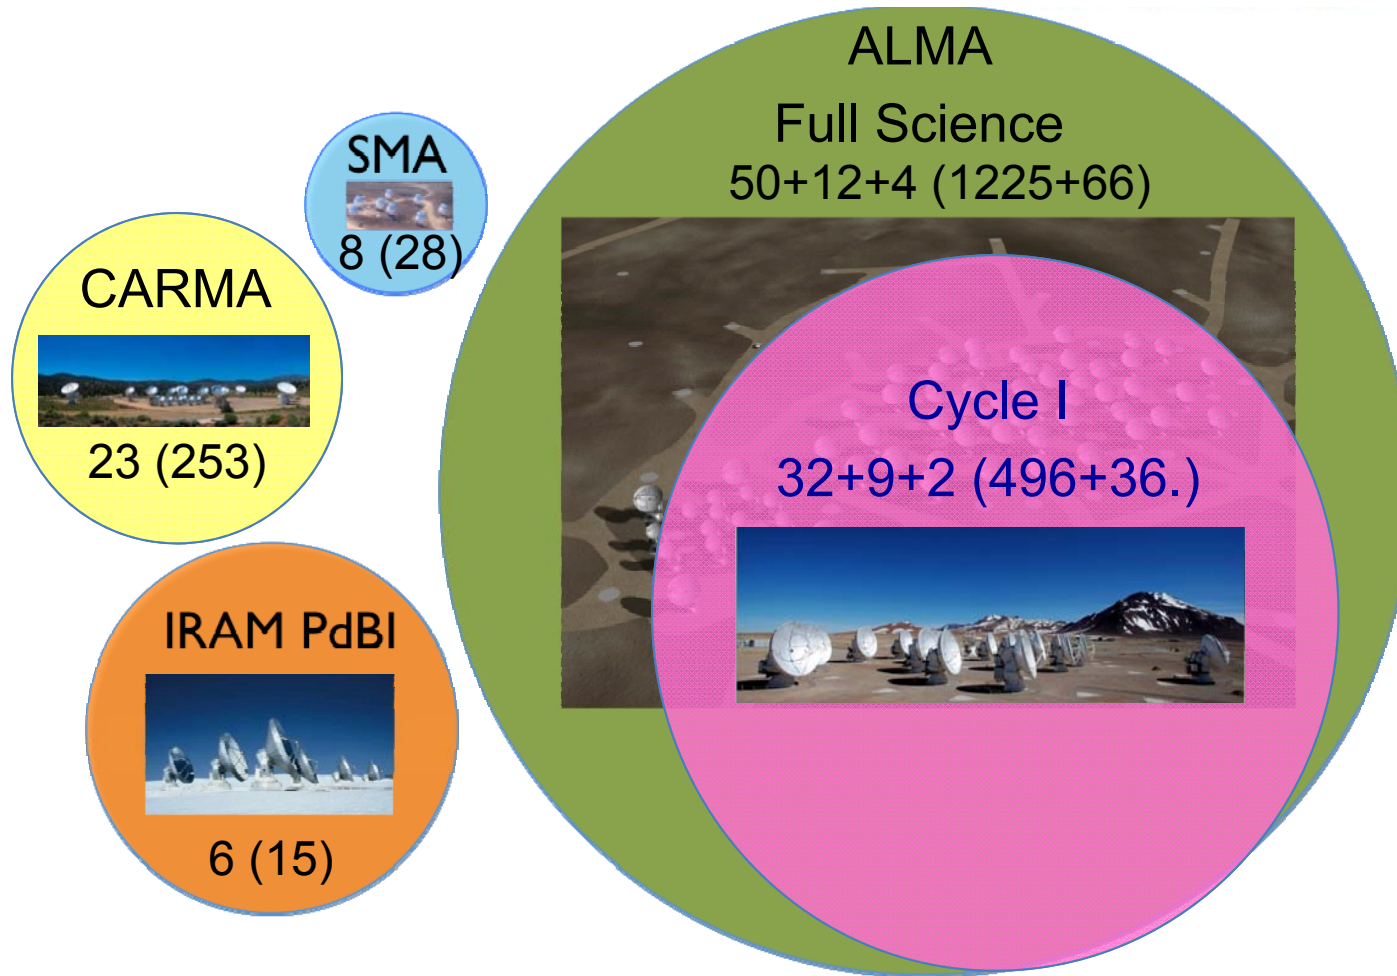 ALMA
Full Science
50+12+4 (1225+66)
SMA
8 (28)
CARMA
23 (253)
Cycle I
32+9+2 (496+36.)
IRAM PdBI
6 (15)